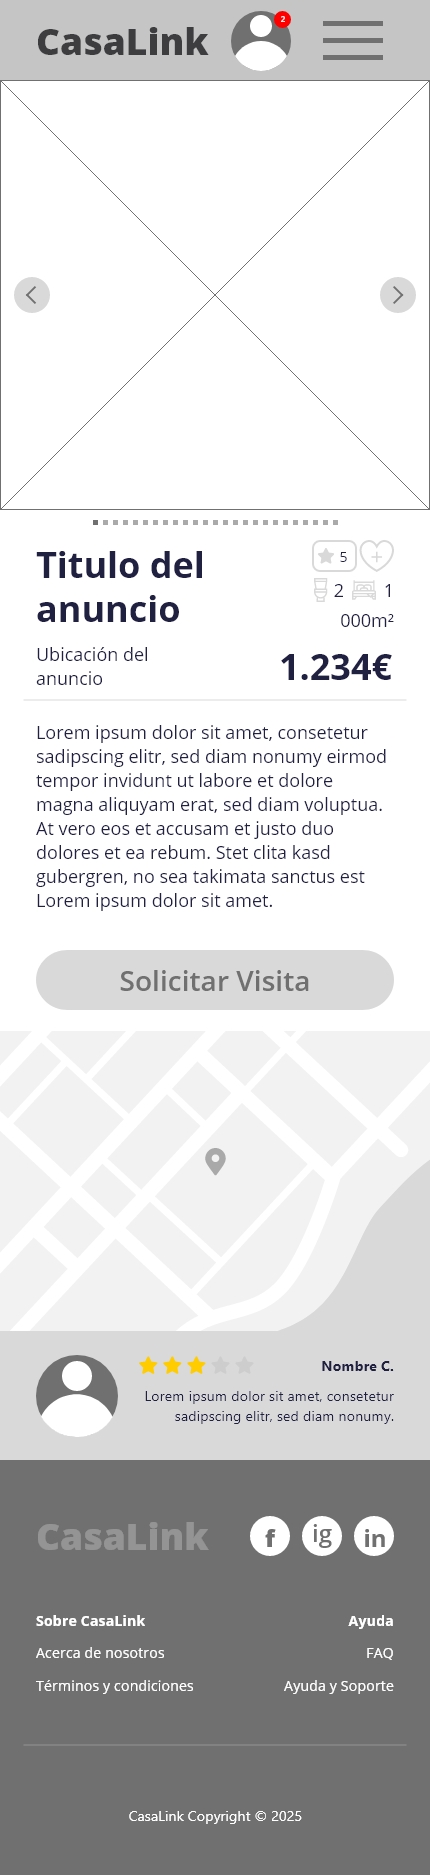 CasaLink
2
Titulo del
anuncio
5
2 1
000m²
Ubicación del
anuncio
1.234€
Lorem ipsum dolor sit amet, consetetur
sadipscing elitr, sed diam nonumy eirmod
tempor invidunt ut labore et dolore
magna aliquyam erat, sed diam voluptua.
At vero eos et accusam et justo duo
dolores et ea rebum. Stet clita kasd
gubergren, no sea takimata sanctus est
Lorem ipsum dolor sit amet.
Solicitar Visita
Nombre C.
Lorem ipsum dolor sit amet, consetetur
sadipscing elitr, sed diam nonumy.
CasaLink
f ig in
Sobre CasaLink
Acerca de nosotros
Términos y condiciones
Ayuda
FAQ
Ayuda y Soporte
CasaLink Copyright © 2025